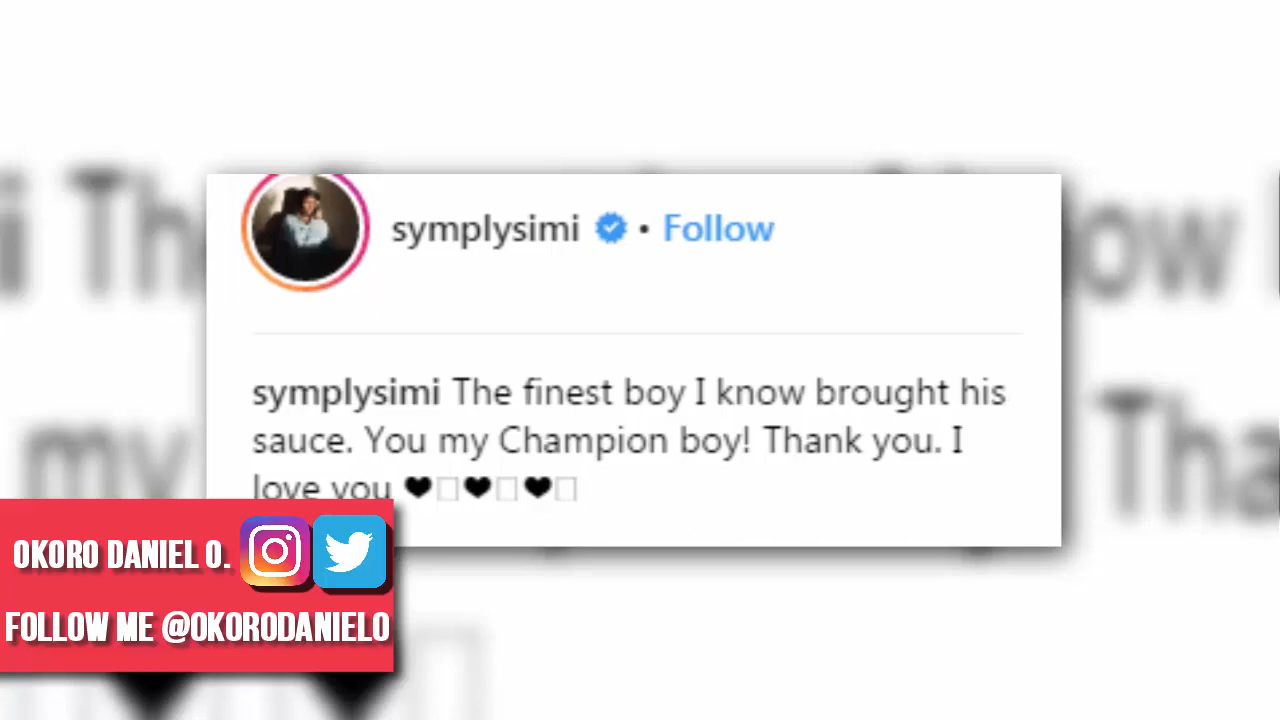 symplysimi • Follow
symplysimi The finest boy I know brought his
sauce. You my Champion boy! Thank you. I
love you ♥□♥□♥□
OKORO DANIEL O.
FOLLOW ME @OKORODANIELO